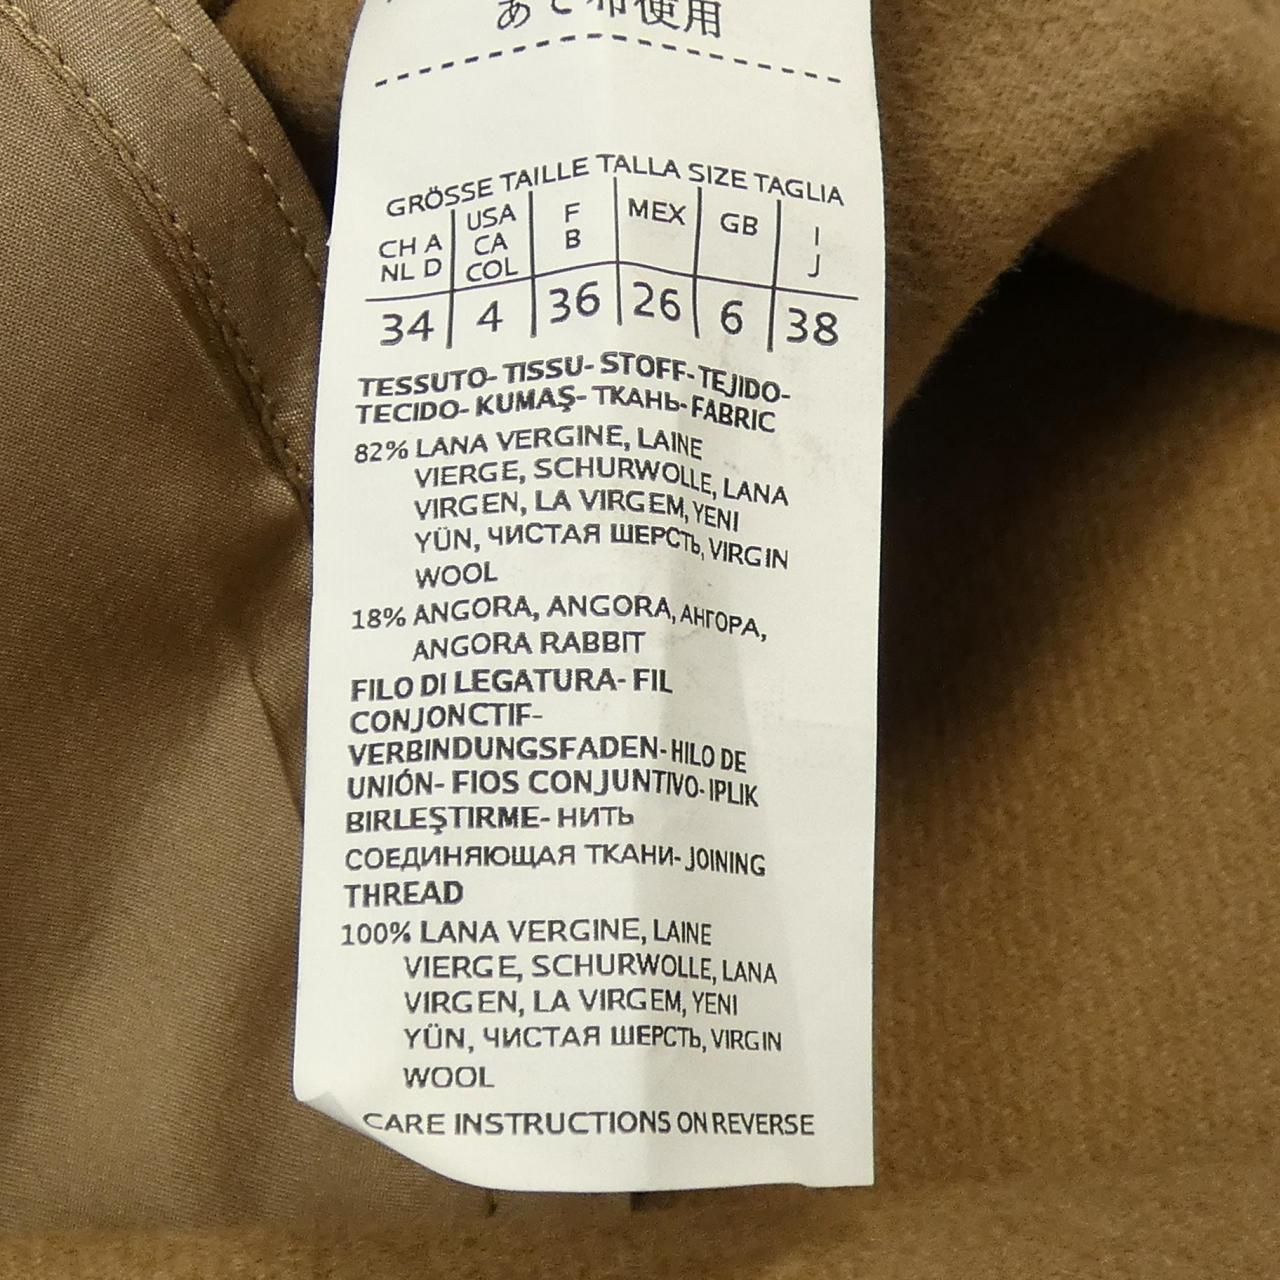 あて布使用
GRÖSSE TAILLE TALLA SIZE TAGLIA
CH A NL D | USA CA COL | F B | MEX | GB | I J
34 | 4 | 36 | 26 | 6 | 38
TESSUTO- TISSU- STOFF- TEJIDO-
TECIDO- KUMAŞ- ТКАНЬ- FABRIC
82% LANA VERGINE, LAINE
VIERGE, SCHURWOLLE, LANA
VIRGEN, LA VIRGEM, YENI
YÜN, ЧИСТАЯ ШЕРСТЬ, VIRGIN
WOOL
18% ANGORA, ANGORA, АНГОРА,
ANGORA RABBIT
FILO DI LEGATURA- FIL
CONJONCTIF-
VERBINDUNGSFADEN- HILO DE
UNIÓN- FIOS CONJUNTIVO- IPLIK
BIRLEŞTIRME- НИТЬ
СОЕДИНЯЮЩАЯ ТКАНИ- JOINING
THREAD
100% LANA VERGINE, LAINE
VIERGE, SCHURWOLLE, LANA
VIRGEN, LA VIRGEM, YENI
YÜN, ЧИСТАЯ ШЕРСТЬ, VIRGIN
WOOL
CARE INSTRUCTIONS ON REVERSE